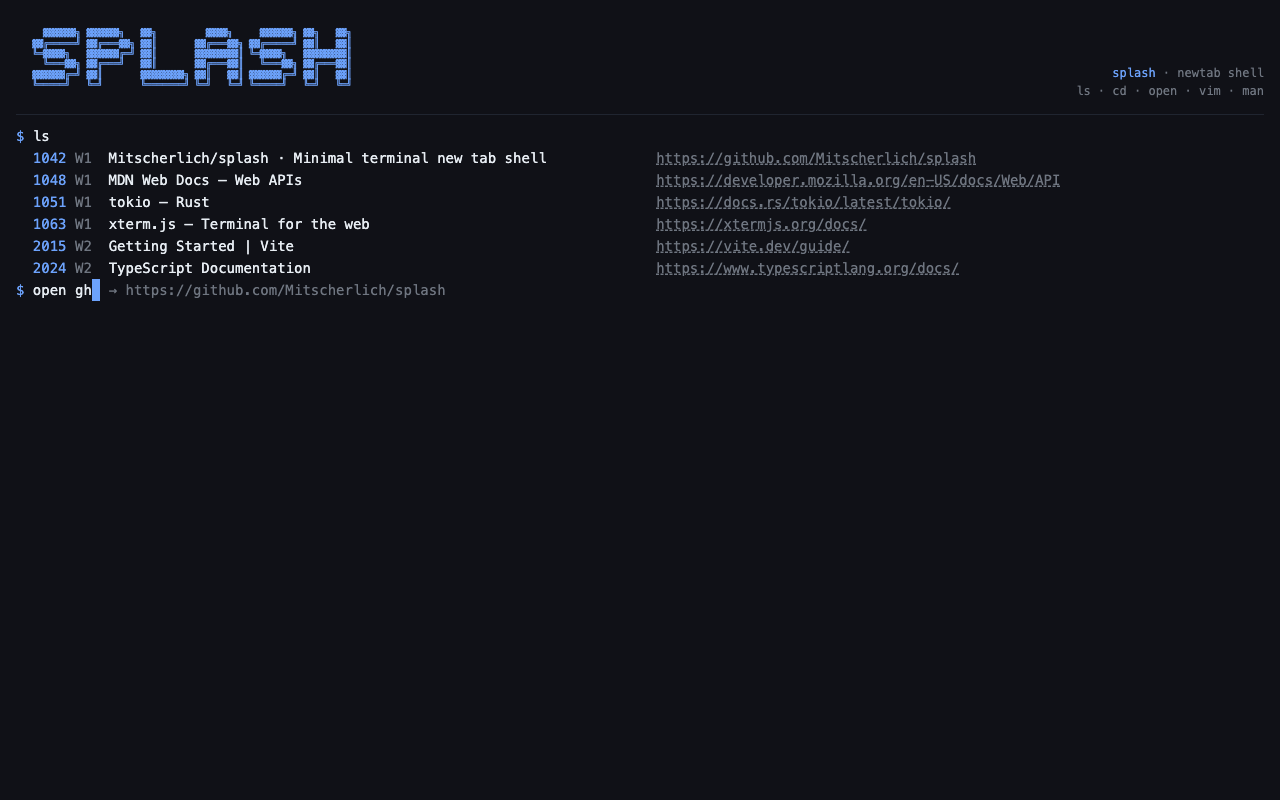 SPLASH
splash · newtab shell
ls · cd · open · vim · man
$ ls
1042 W1 Mitscherlich/splash · Minimal terminal new tab shell https://github.com/Mitscherlich/splash
1048 W1 MDN Web Docs — Web APIs https://developer.mozilla.org/en-US/docs/Web/API
1051 W1 tokio — Rust https://docs.rs/tokio/latest/tokio/
1063 W1 xterm.js — Terminal for the web https://xtermjs.org/docs/
2015 W2 Getting Started | Vite https://vite.dev/guide/
2024 W2 TypeScript Documentation https://www.typescriptlang.org/docs/
$ open gh → https://github.com/Mitscherlich/splash